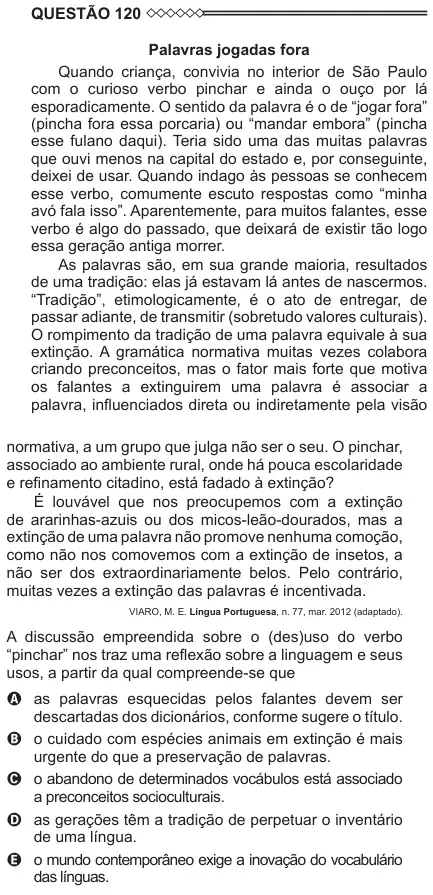 QUESTÃO 120
Palavras jogadas fora
Quando criança, convivia no interior de São Paulo
com o curioso verbo pinchar e ainda o ouço por lá
esporadicamente. O sentido da palavra é o de “jogar fora”
(pincha fora essa porcaria) ou “mandar embora” (pincha
esse fulano daqui). Teria sido uma das muitas palavras
que ouvi menos na capital do estado e, por conseguinte,
deixei de usar. Quando indago às pessoas se conhecem
esse verbo, comumente escuto respostas como “minha
avó fala isso”. Aparentemente, para muitos falantes, esse
verbo é algo do passado, que deixará de existir tão logo
essa geração antiga morrer.
As palavras são, em sua grande maioria, resultados
de uma tradição: elas já estavam lá antes de nascermos.
“Tradição”, etimologicamente, é o ato de entregar, de
passar adiante, de transmitir (sobretudo valores culturais).
O rompimento da tradição de uma palavra equivale à sua
extinção. A gramática normativa muitas vezes colabora
criando preconceitos, mas o fator mais forte que motiva
os falantes a extinguirem uma palavra é associar a
palavra, influenciados direta ou indiretamente pela visão
normativa, a um grupo que julga não ser o seu. O pinchar,
associado ao ambiente rural, onde há pouca escolaridade
e refinamento citadino, está fadado à extinção?
É louvável que nos preocupemos com a extinção
de ararinhas-azuis ou dos micos-leão-dourados, mas a
extinção de uma palavra não promove nenhuma comoção,
como não nos comovemos com a extinção de insetos, a
não ser dos extraordinariamente belos. Pelo contrário,
muitas vezes a extinção das palavras é incentivada.
VIARO, M. E. Língua Portuguesa, n. 77, mar. 2012 (adaptado).
A discussão empreendida sobre o (des)uso do verbo
“pinchar” nos traz uma reflexão sobre a linguagem e seus
usos, a partir da qual compreende-se que
A as palavras esquecidas pelos falantes devem ser
descartadas dos dicionários, conforme sugere o título.
B o cuidado com espécies animais em extinção é mais
urgente do que a preservação de palavras.
C o abandono de determinados vocábulos está associado
a preconceitos socioculturais.
D as gerações têm a tradição de perpetuar o inventário
de uma língua.
E o mundo contemporâneo exige a inovação do vocabulário
das línguas.